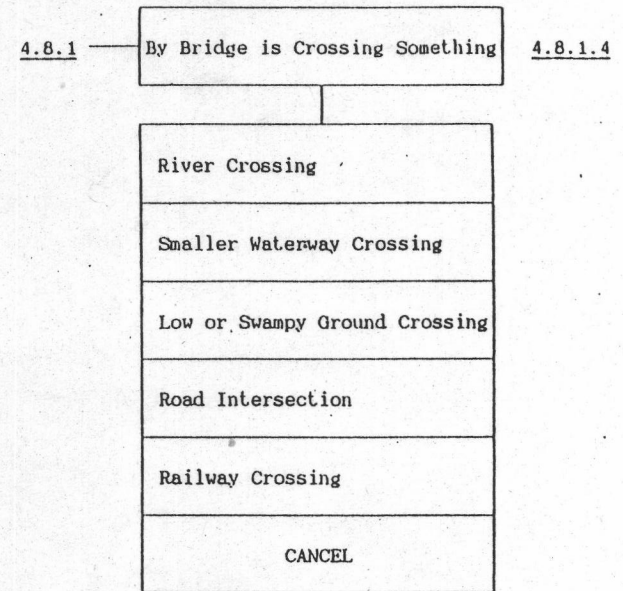 4.8.1 By Bridge is Crossing Something 4.8.1.4
River Crossing
Smaller Waterway Crossing
Low or Swampy Ground Crossing
Road Intersection
Railway Crossing
CANCEL